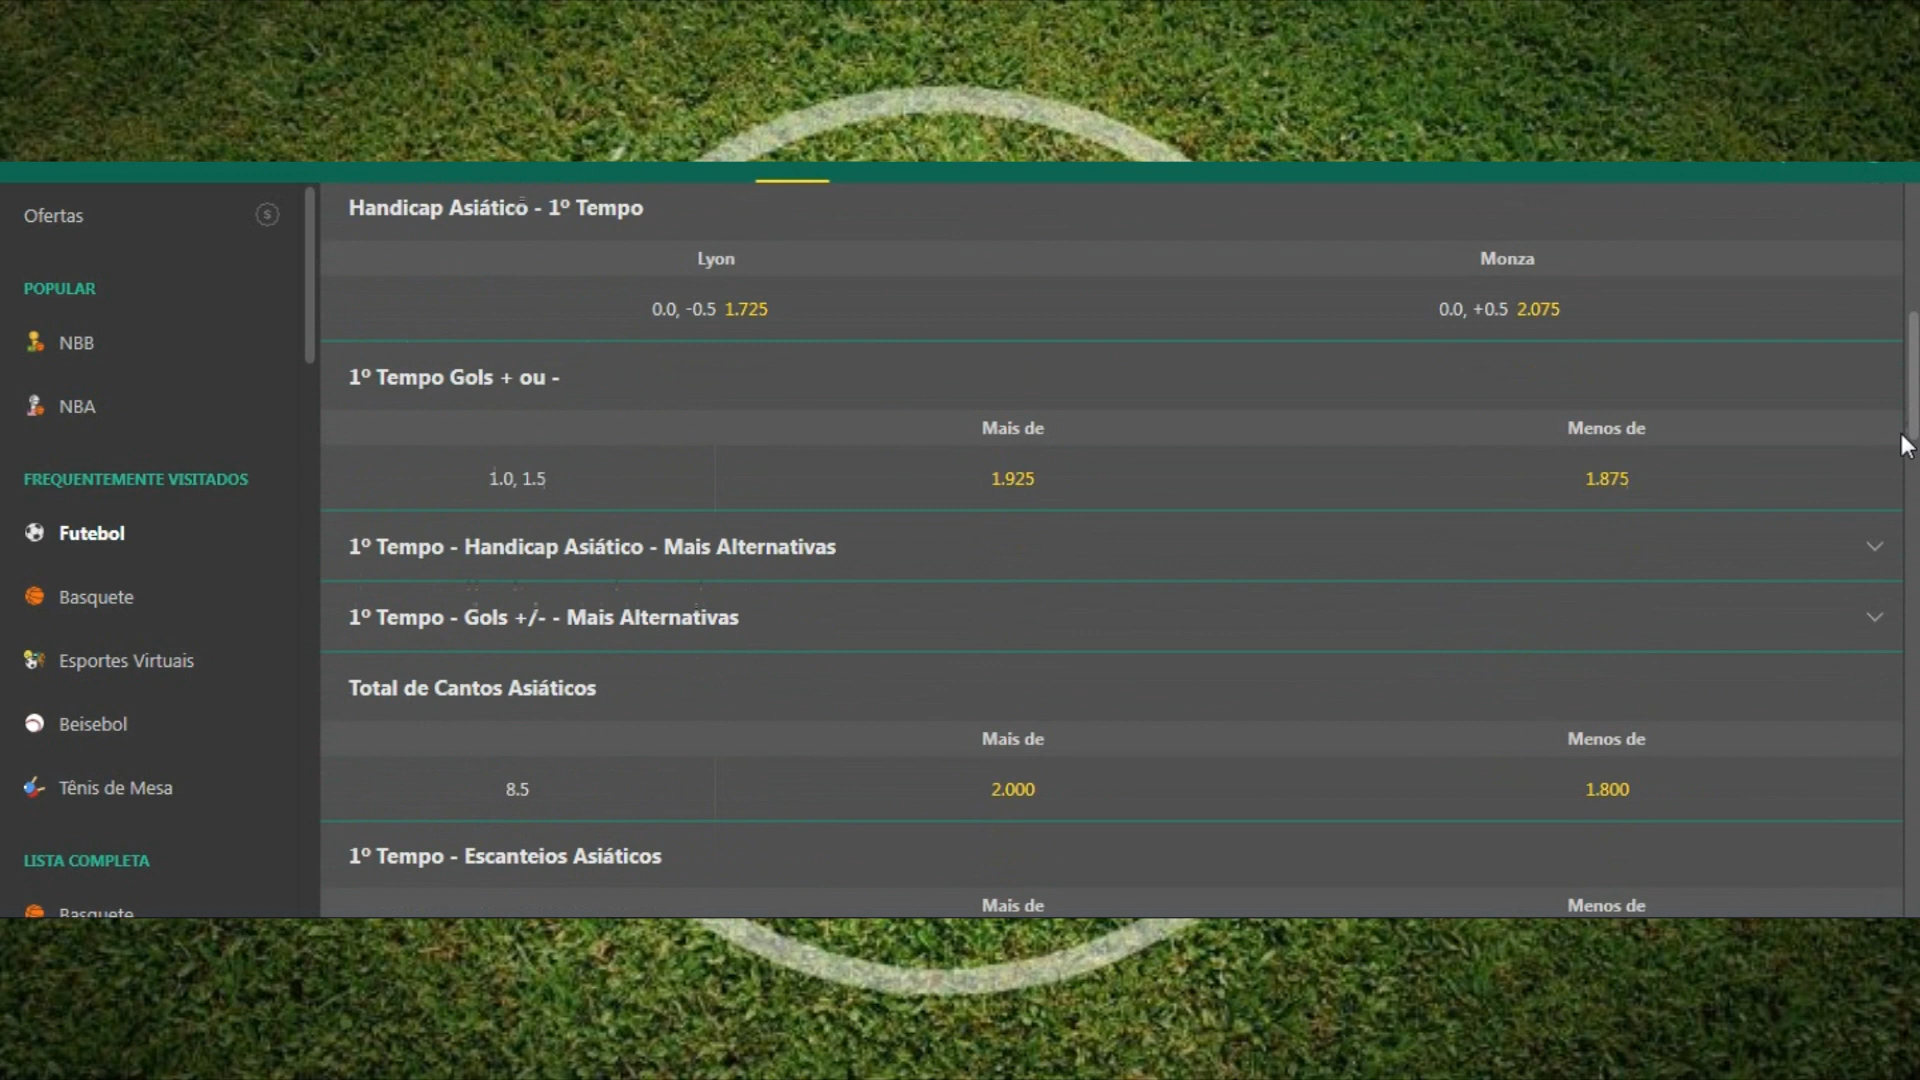 Ofertas
S
POPULAR
NBB
NBA
FREQUENTEMENTE VISITADOS
Futebol
Basquete
Esportes Virtuais
Beisebol
Tênis de Mesa
LISTA COMPLETA
Basquete
Handicap Asiático - 1º Tempo
Lyon Monza
0.0, -0.5 1.725 0.0, +0.5 2.075
1º Tempo Gols + ou -
Mais de Menos de
1.0, 1.5 1.925 1.875
1º Tempo - Handicap Asiático - Mais Alternativas
1º Tempo - Gols +/- - Mais Alternativas
Total de Cantos Asiáticos
Mais de Menos de
8.5 2.000 1.800
1º Tempo - Escanteios Asiáticos
Mais de Menos de